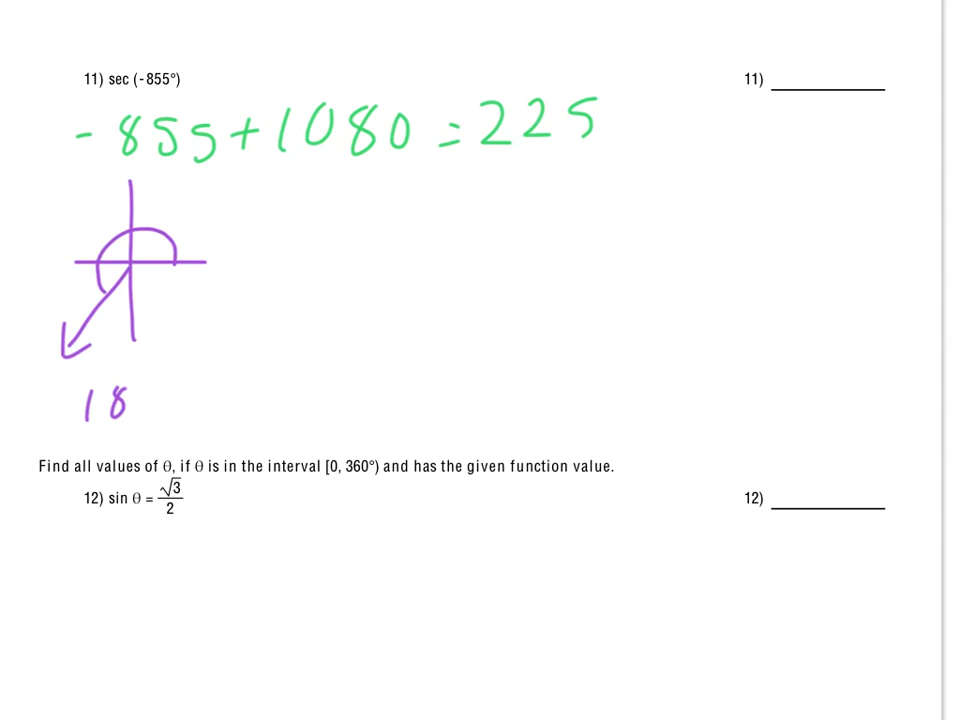 11) sec (-855°)
11)
-855+1080=225
18
Find all values of θ, if θ is in the interval [0, 360°) and has the given function value.
12) sin θ = √3/2
12)